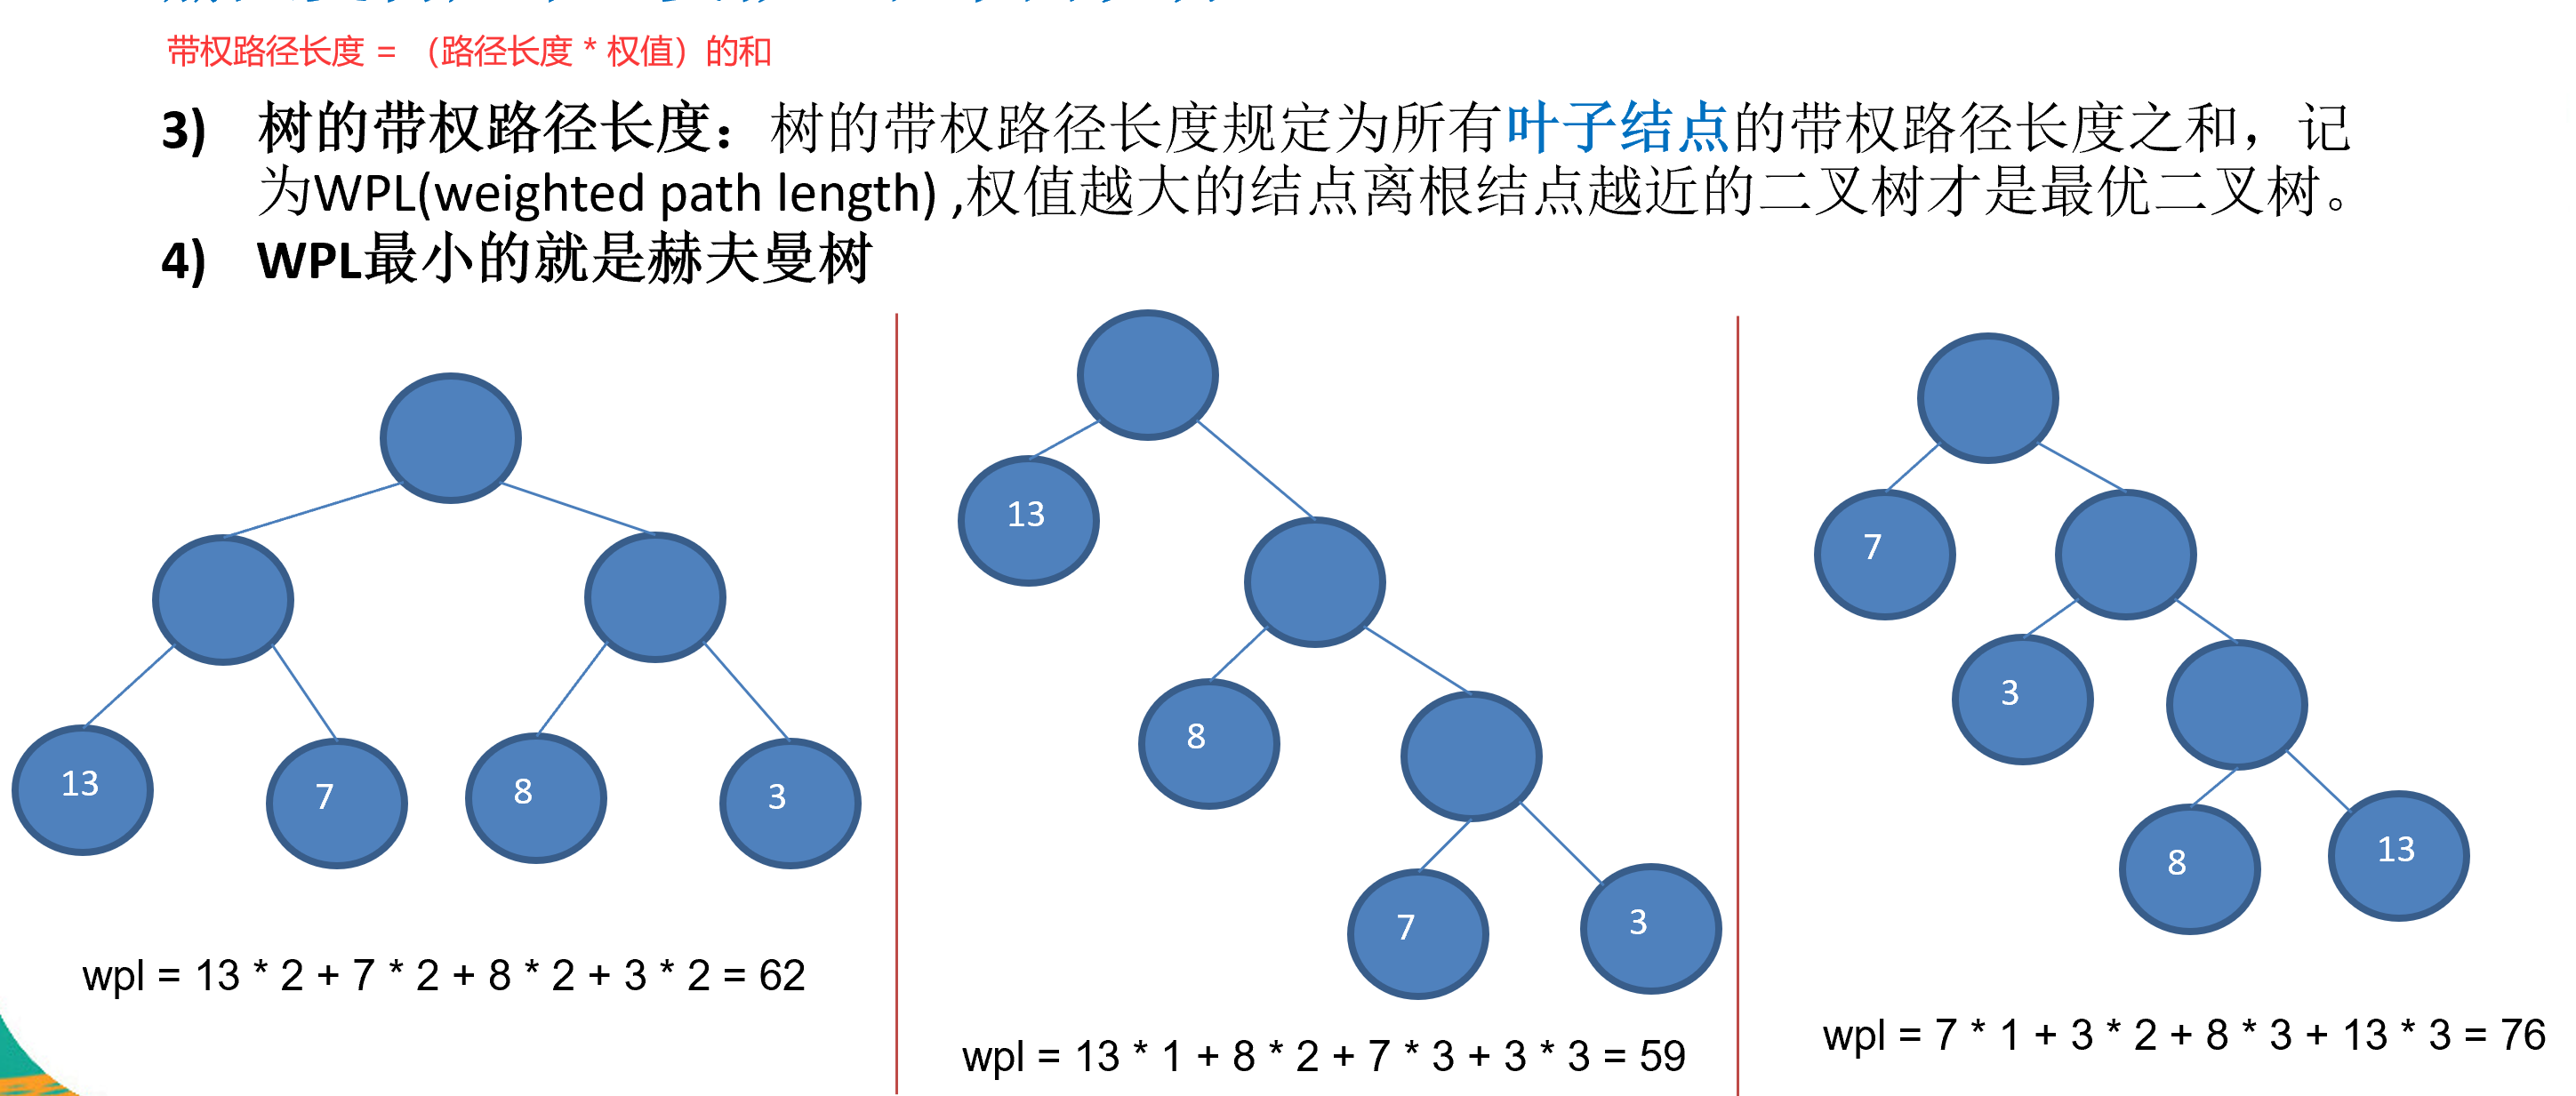 带权路径长度 = （路径长度 * 权值）的和
3) 树的带权路径长度：树的带权路径长度规定为所有叶子结点的带权路径长度之和，记
为WPL(weighted path length) ,权值越大的结点离根结点越近的二叉树才是最优二叉树。
4) WPL最小的就是赫夫曼树
13
7
8
3
wpl = 13 * 2 + 7 * 2 + 8 * 2 + 3 * 2 = 62
13
8
7
3
wpl = 13 * 1 + 8 * 2 + 7 * 3 + 3 * 3 = 59
7
3
8
13
wpl = 7 * 1 + 3 * 2 + 8 * 3 + 13 * 3 = 76